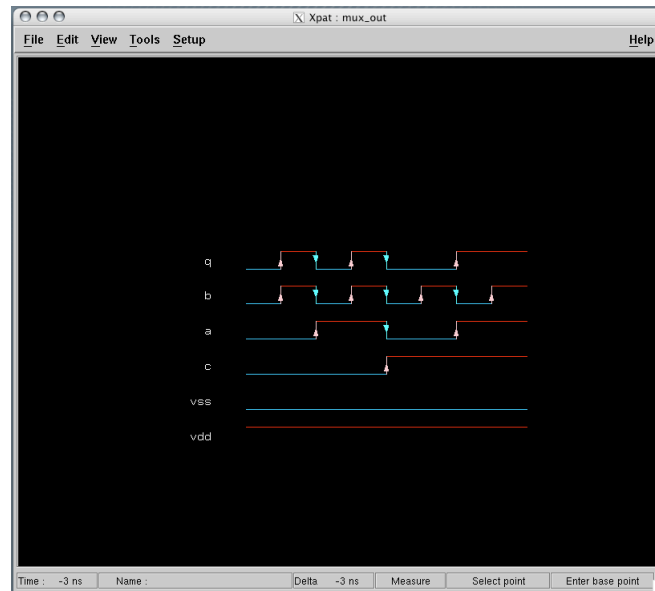 Xpat : mux_out
File Edit View Tools Setup Help
q
b
a
c
vss
vdd
Time : -3 ns Name : Delta -3 ns Measure Select point Enter base point